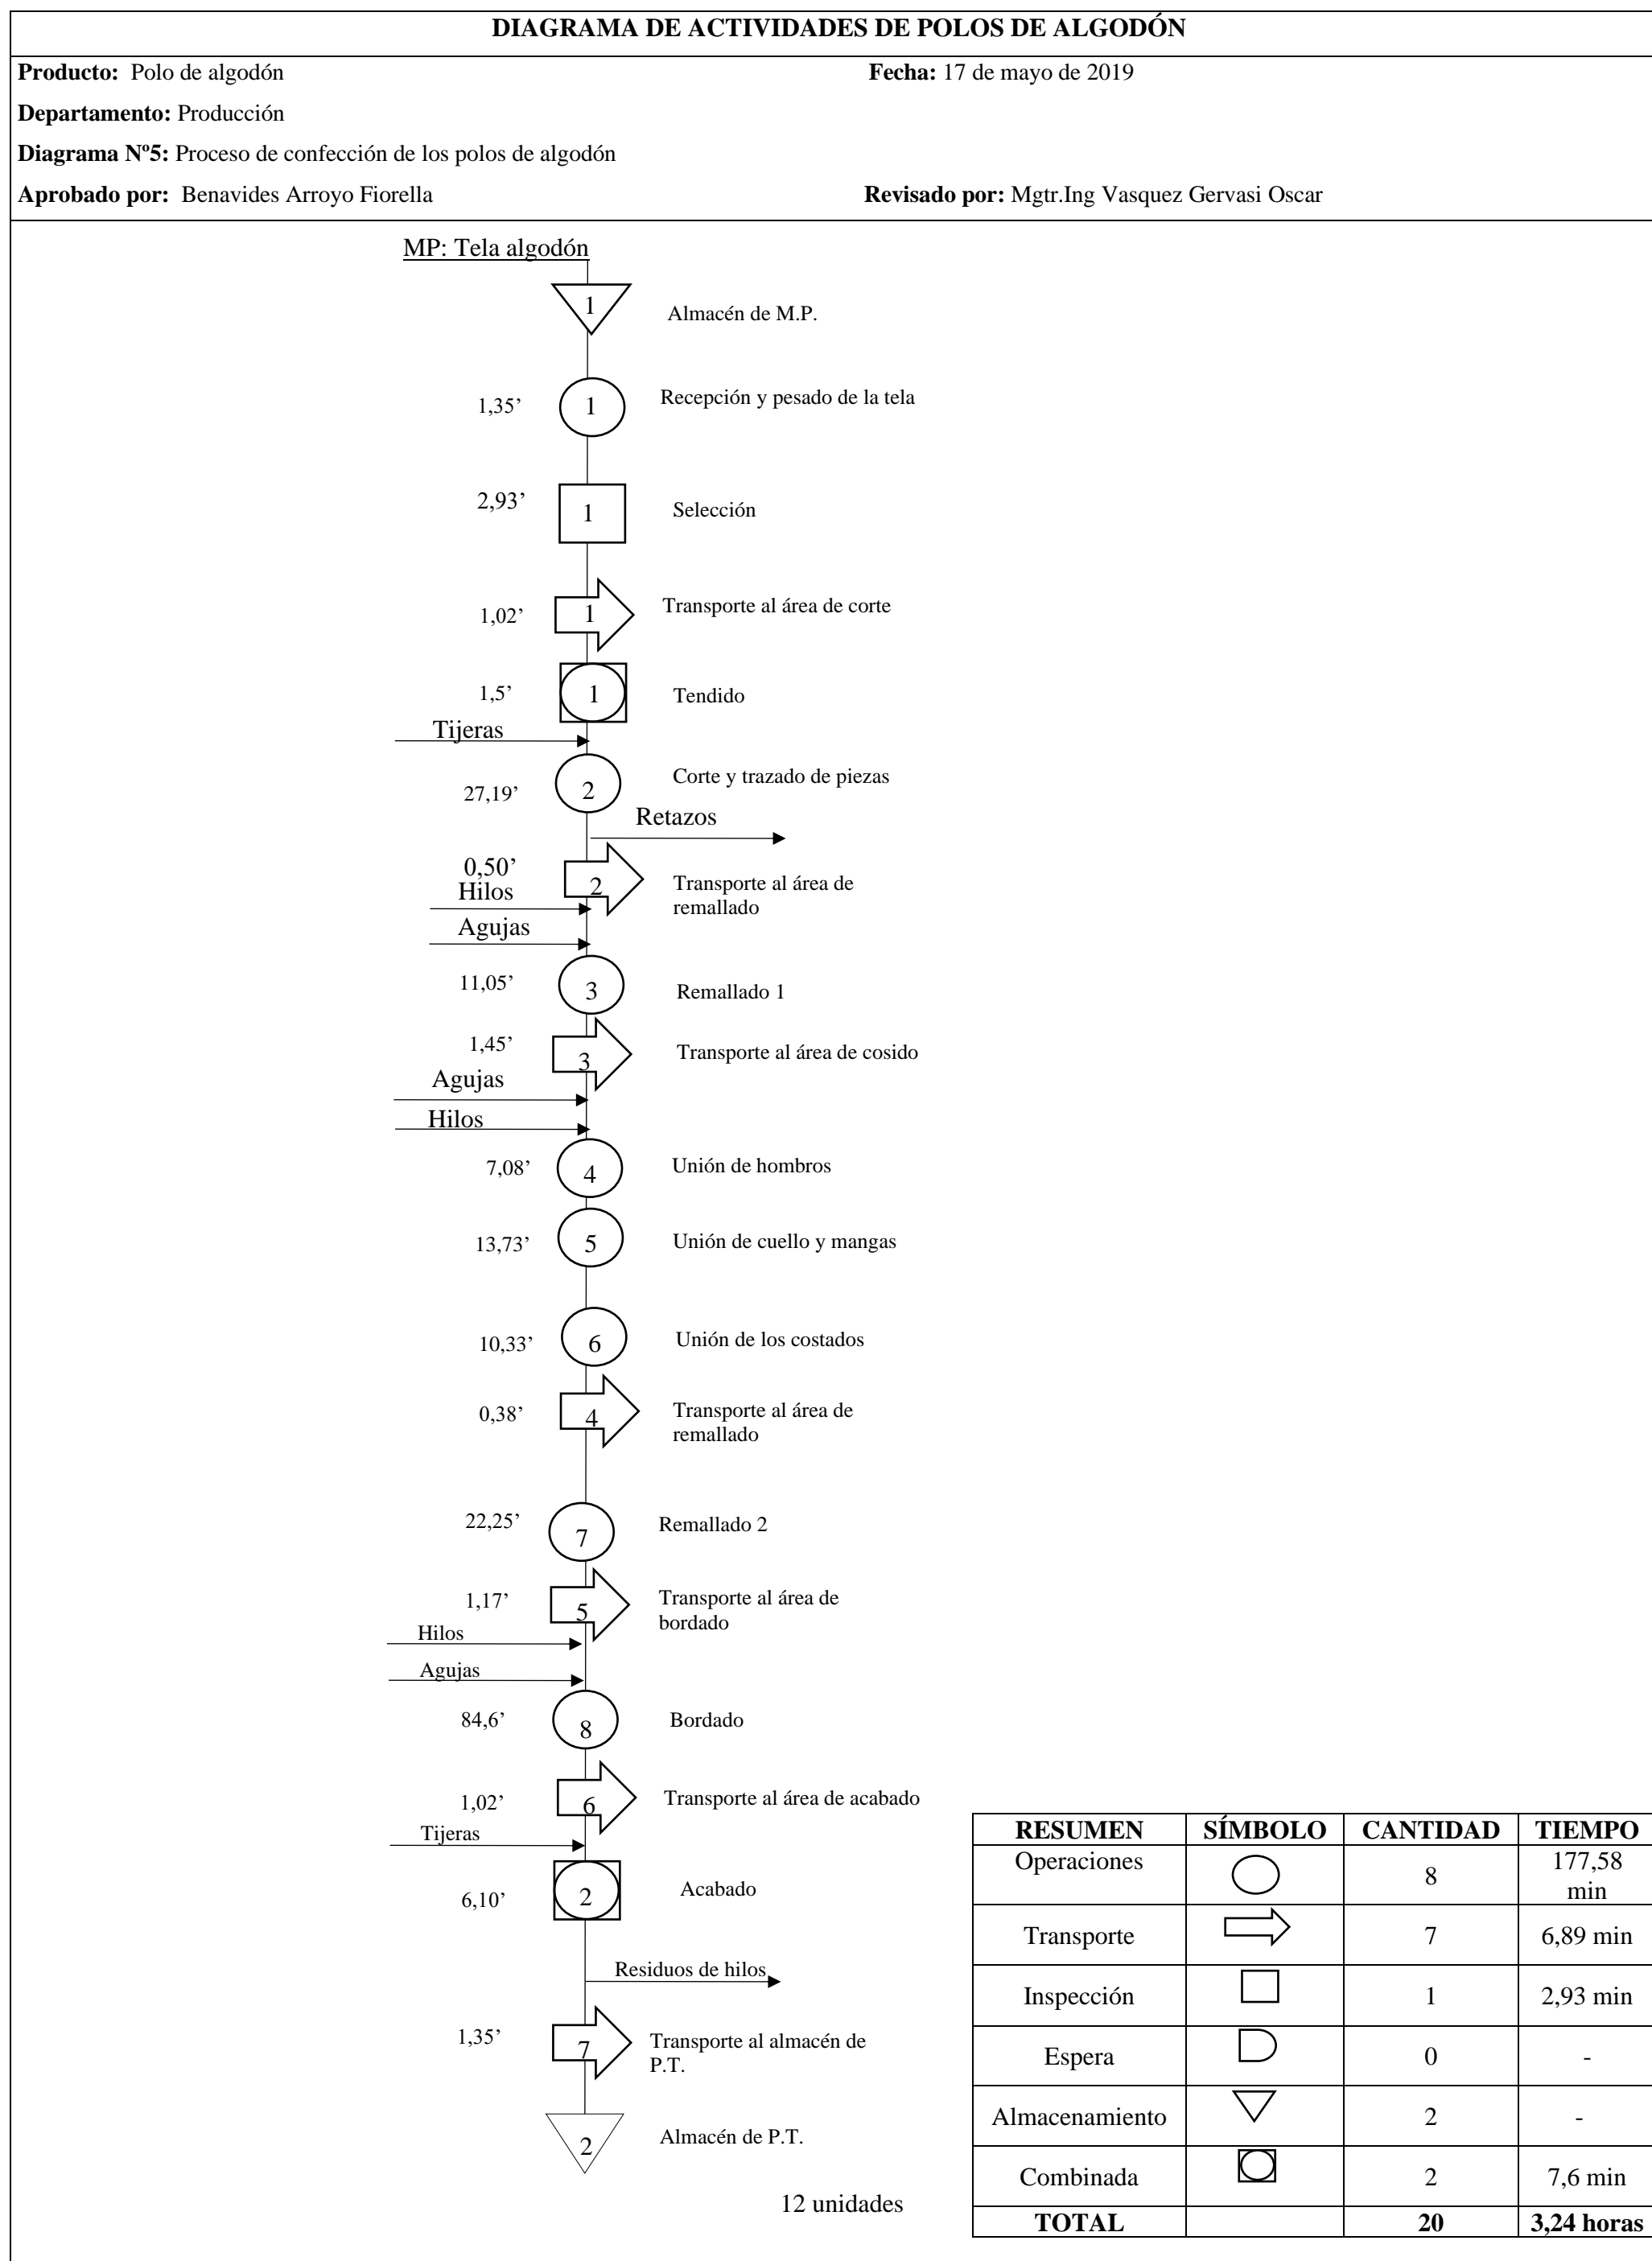 DIAGRAMA DE ACTIVIDADES DE POLOS DE ALGODÓN
Producto: Polo de algodón
Fecha: 17 de mayo de 2019
Departamento: Producción
Diagrama Nº5: Proceso de confección de los polos de algodón
Aprobado por: Benavides Arroyo Fiorella
Revisado por: Mgtr.Ing Vasquez Gervasi Oscar
MP: Tela algodón
1
Almacén de M.P.
1,35’
1
Recepción y pesado de la tela
2,93’
1
Selección
1,02’
1
Transporte al área de corte
1,5’
1
Tendido
Tijeras
27,19’
2
Corte y trazado de piezas
Retazos
0,50’
2
Transporte al área de
remallado
Hilos
Agujas
11,05’
3
Remallado 1
1,45’
3
Transporte al área de cosido
Agujas
Hilos
7,08’
4
Unión de hombros
13,73’
5
Unión de cuello y mangas
10,33’
6
Unión de los costados
0,38’
4
Transporte al área de
remallado
22,25’
7
Remallado 2
1,17’
5
Transporte al área de
bordado
Hilos
Agujas
84,6’
8
Bordado
1,02’
6
Transporte al área de acabado
Tijeras
6,10’
2
Acabado
Residuos de hilos
1,35’
7
Transporte al almacén de
P.T.
2
Almacén de P.T.
12 unidades
RESUMEN SÍMBOLO CANTIDAD TIEMPO
Operaciones 8 177,58
min
Transporte 7 6,89 min
Inspección 1 2,93 min
Espera 0 -
Almacenamiento 2 -
Combinada 2 7,6 min
TOTAL 20 3,24 horas